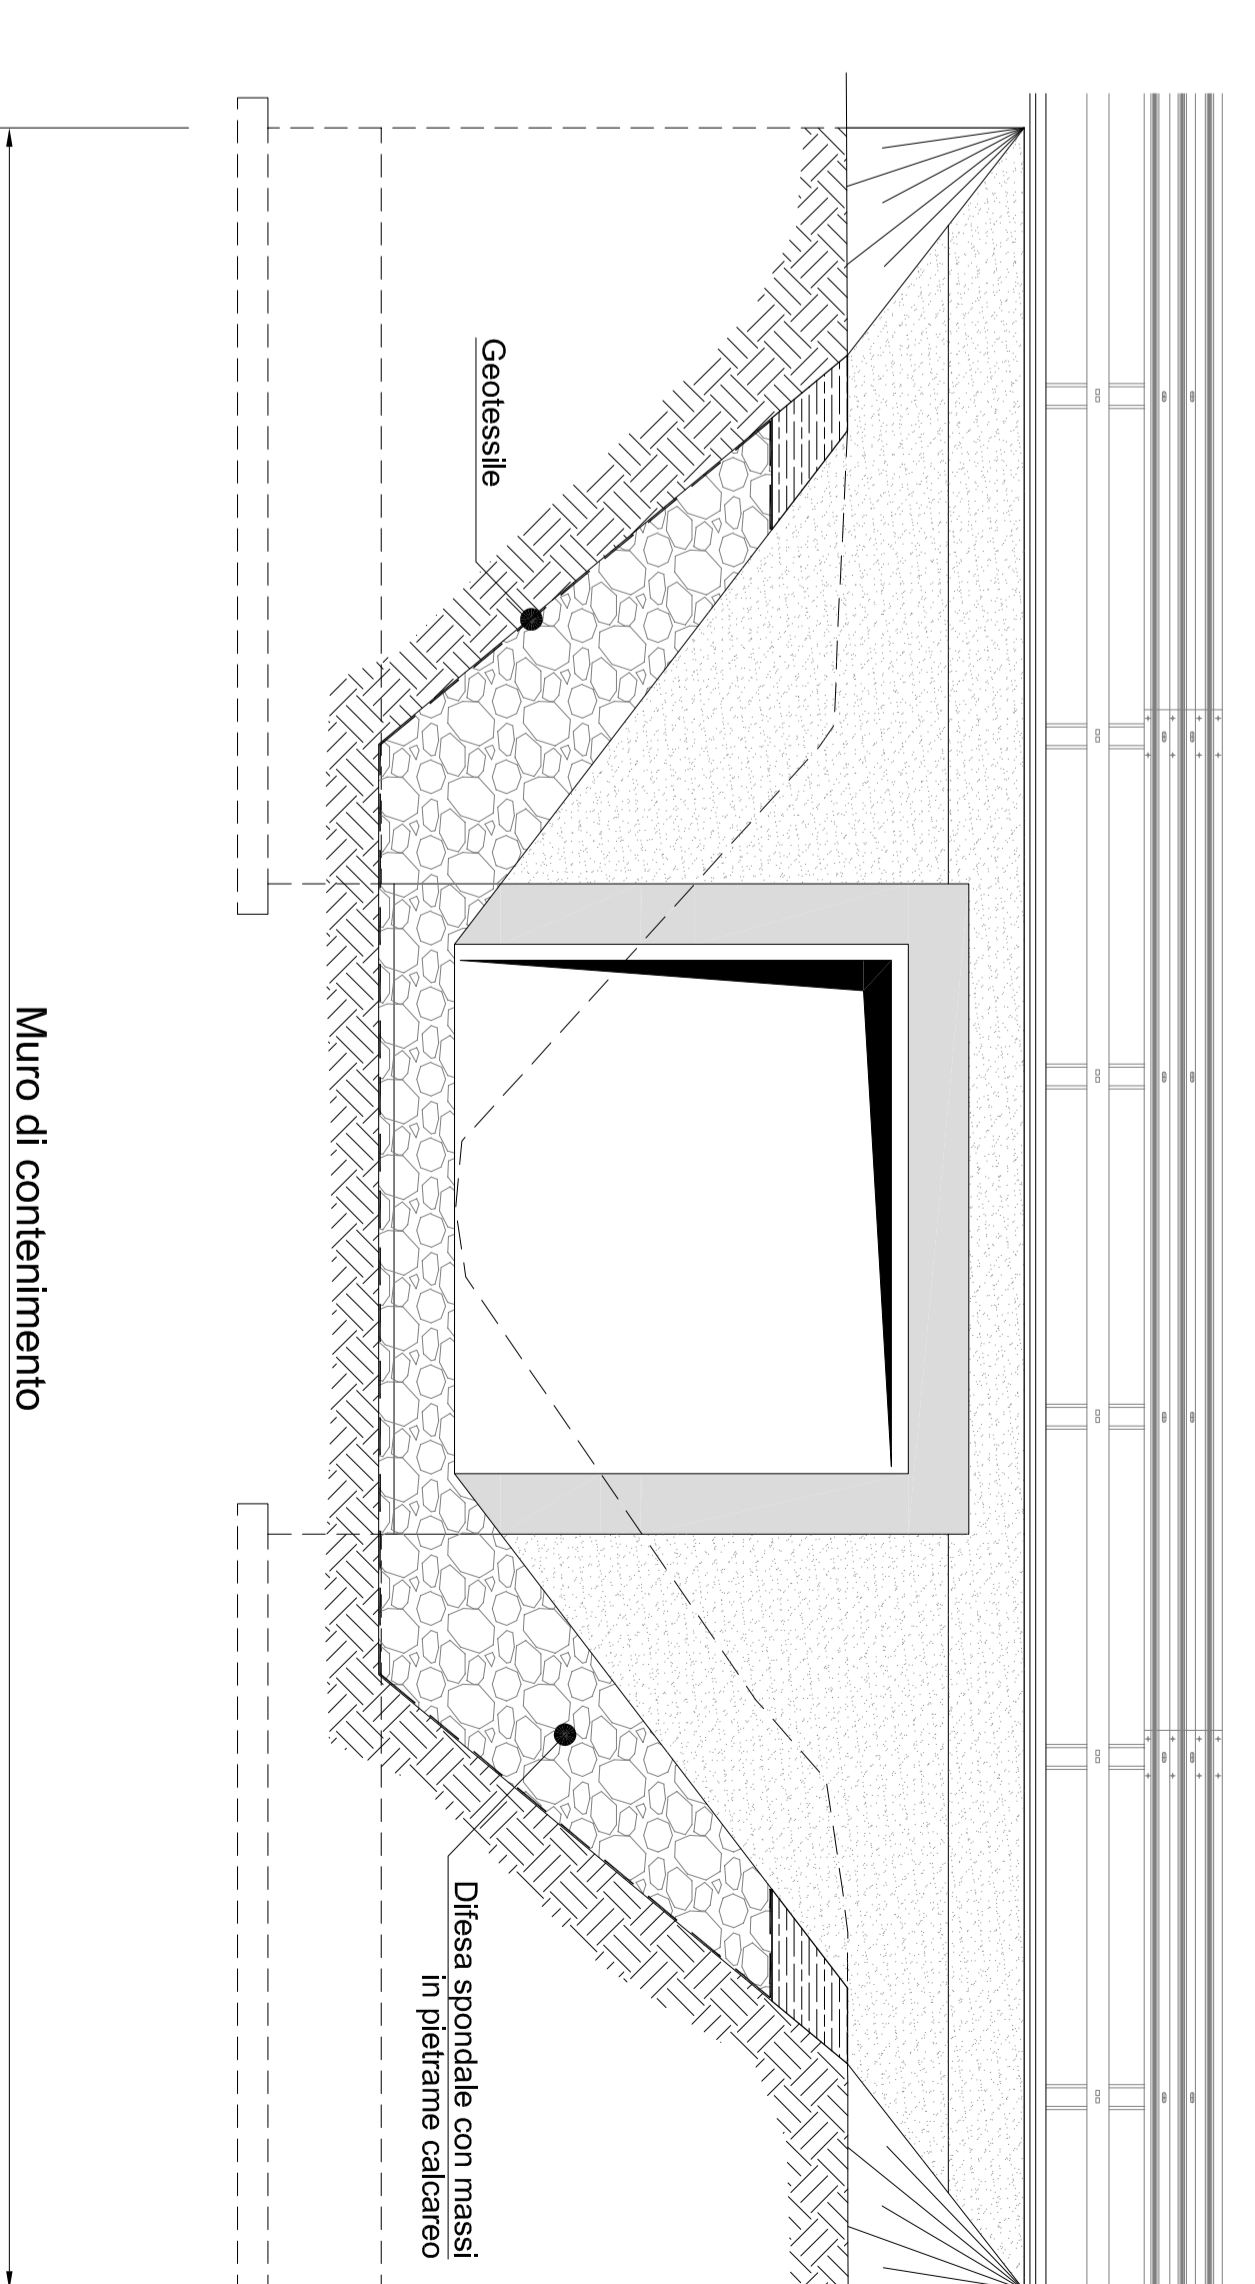 Geotessile
Difesa spondale con massi
in pietrame calcareo
Muro di contenimento